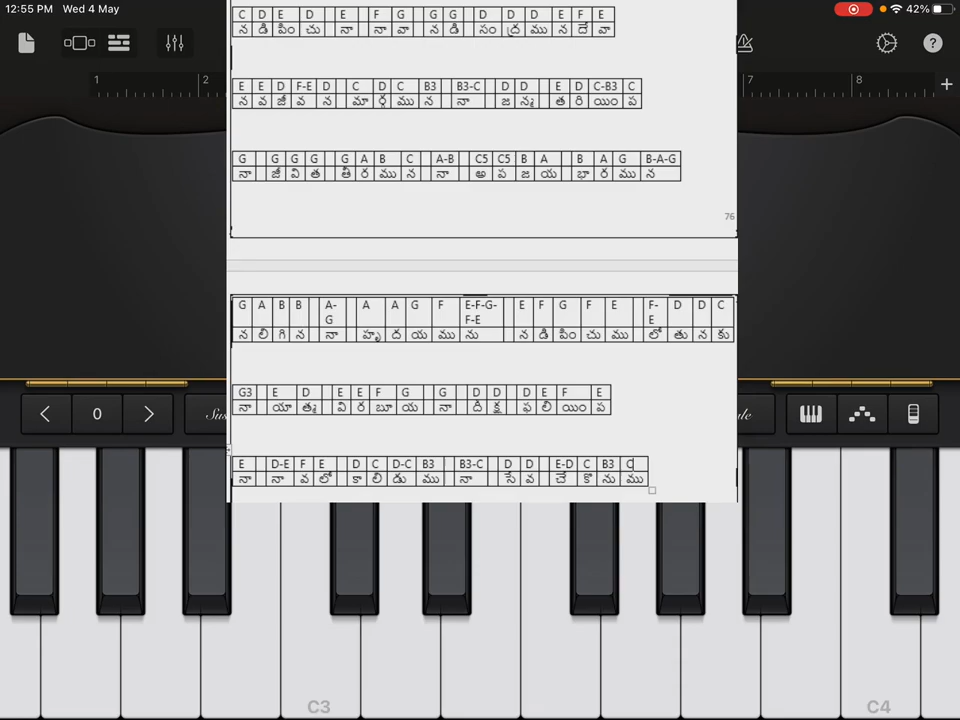 12:55 PM Wed 4 May 42%
1 2 7 8
C D E D E F G G G D D D E F E
న డి పిం చు నా నా వా న డి సం ద్ర ము న దే వా
E E D F-E D C D C B3 B3-C D D E D C-B3 C
న వ జీ వ న మా ర్గ ము న నా జ న్మ త రి యిం ప
G G G G G A B C A-B C5 C5 B A B A G B-A-G
నా జీ వి త తీ ర ము న నా అ ప జ య భా ర ము న
76
G A B B A-G A A G F E-F-G-F-E E F G F E F-E D D C
న లి గి న నా హృ ద య ము ను న డి పిం చు ము లో తు న కు
G3 E D E E F G G D D D E F E
నా యా త్మ వి ర బూ య నా దీ క్ష ఫ లి యిం ప
E D-E F E D C D-C B3 B3-C D D E-D C B3 C
నా నా వ లో కా లి డు ము నా సే వ చే కొ ను ము
0
C3 C4